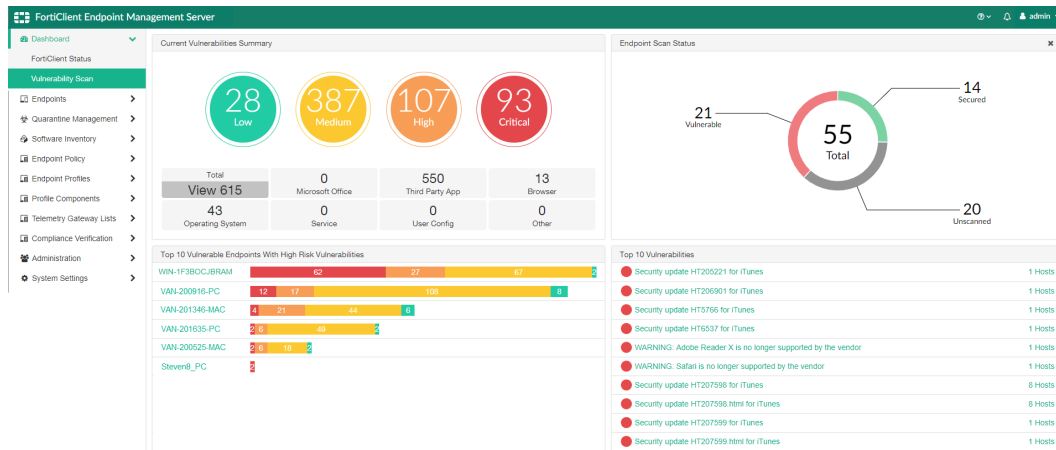 FortiClient Endpoint Management Server
admin
Dashboard
FortiClient Status
Vulnerability Scan
Endpoints
Quarantine Management
Software Inventory
Endpoint Policy
Endpoint Profiles
Profile Components
Telemetry Gateway Lists
Compliance Verification
Administration
System Settings
Current Vulnerabilities Summary
28 Low
387 Medium
107 High
93 Critical
Total View 615
0 Microsoft Office
550 Third Party App
13 Browser
43 Operating System
0 Service
0 User Config
0 Other
Endpoint Scan Status
14 Secured
21 Vulnerable
55 Total
20 Unscanned
Top 10 Vulnerable Endpoints With High Risk Vulnerabilities
WIN-1F3BOCJBRAM 62 27 67 2
VAN-200916-PC 12 17 108 8
VAN-201346-MAC 4 21 44 6
VAN-201635-PC 2 6 49 2
VAN-200525-MAC 2 6 18 2
Steven8_PC 2
Top 10 Vulnerabilities
Security update HT205221 for iTunes 1 Hosts
Security update HT206901 for iTunes 1 Hosts
Security update HT5766 for iTunes 1 Hosts
Security update HT6537 for iTunes 1 Hosts
WARNING: Adobe Reader X is no longer supported by the vendor 1 Hosts
WARNING: Safari is no longer supported by the vendor 1 Hosts
Security update HT207598 for iTunes 8 Hosts
Security update HT207598.html for iTunes 8 Hosts
Security update HT207599 for iTunes 1 Hosts
Security update HT207599.html for iTunes 1 Hosts